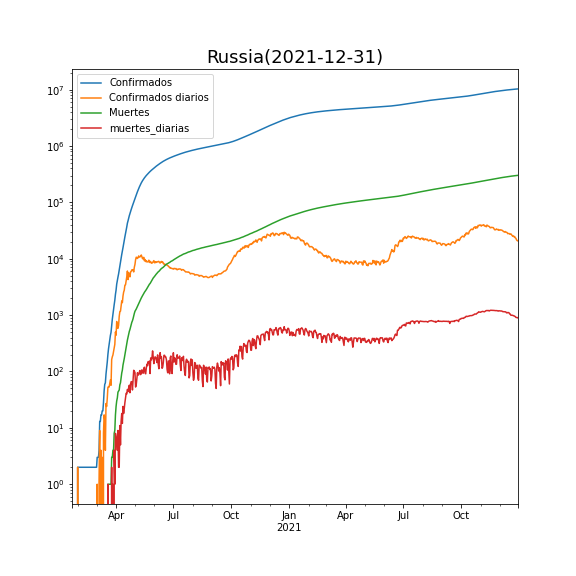 Russia(2021-12-31)
Confirmados
Confirmados diarios
Muertes
muertes_diarias
10⁷
10⁶
10⁵
10⁴
10³
10²
10¹
10⁰
Apr Jul Oct Jan Apr Jul Oct
2021